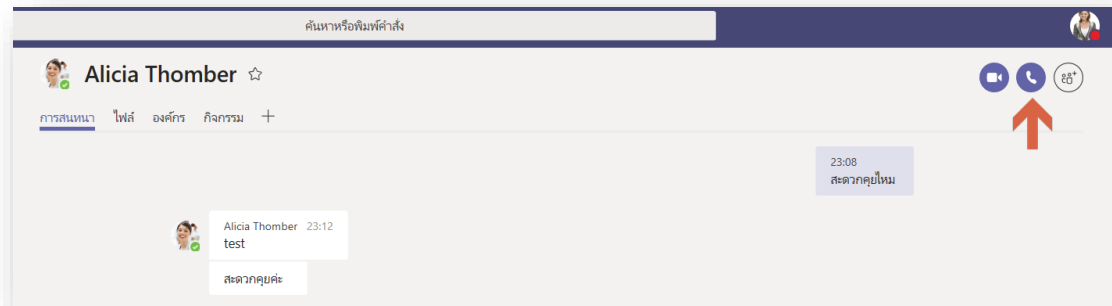 ค้นหาหรือพิมพ์คำสั่ง
Alicia Thomber
การสนทนา ไฟล์ องค์กร กิจกรรม
23:08
สะดวกคุยไหม
Alicia Thomber 23:12
test
สะดวกคุยค่ะ